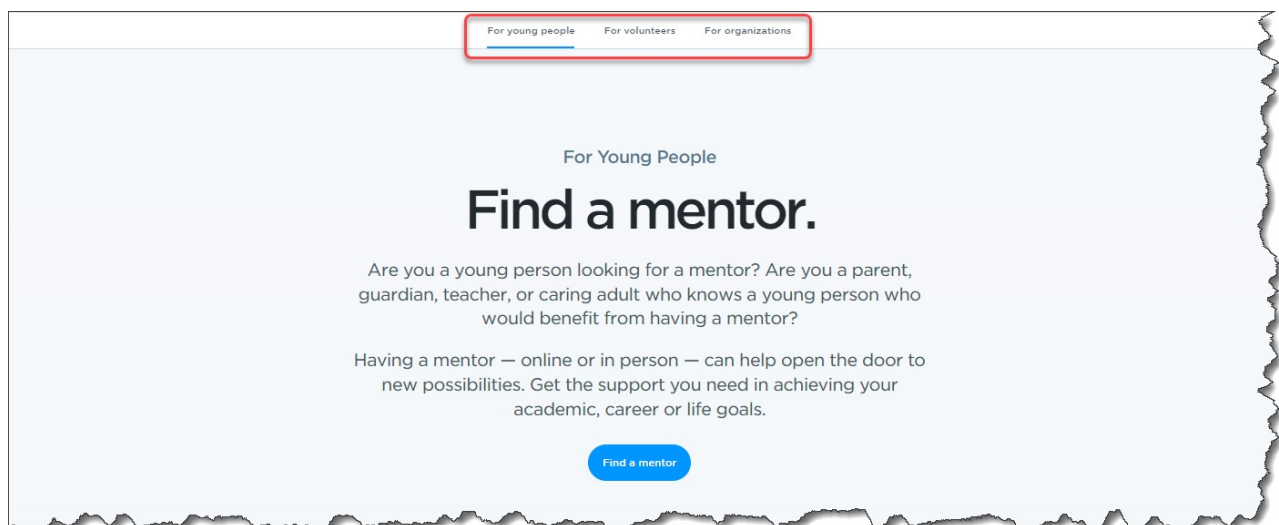 For young people For volunteers For organizations
For Young People
Find a mentor.
Are you a young person looking for a mentor? Are you a parent,
guardian, teacher, or caring adult who knows a young person who
would benefit from having a mentor?
Having a mentor — online or in person — can help open the door to
new possibilities. Get the support you need in achieving your
academic, career or life goals.
Find a mentor